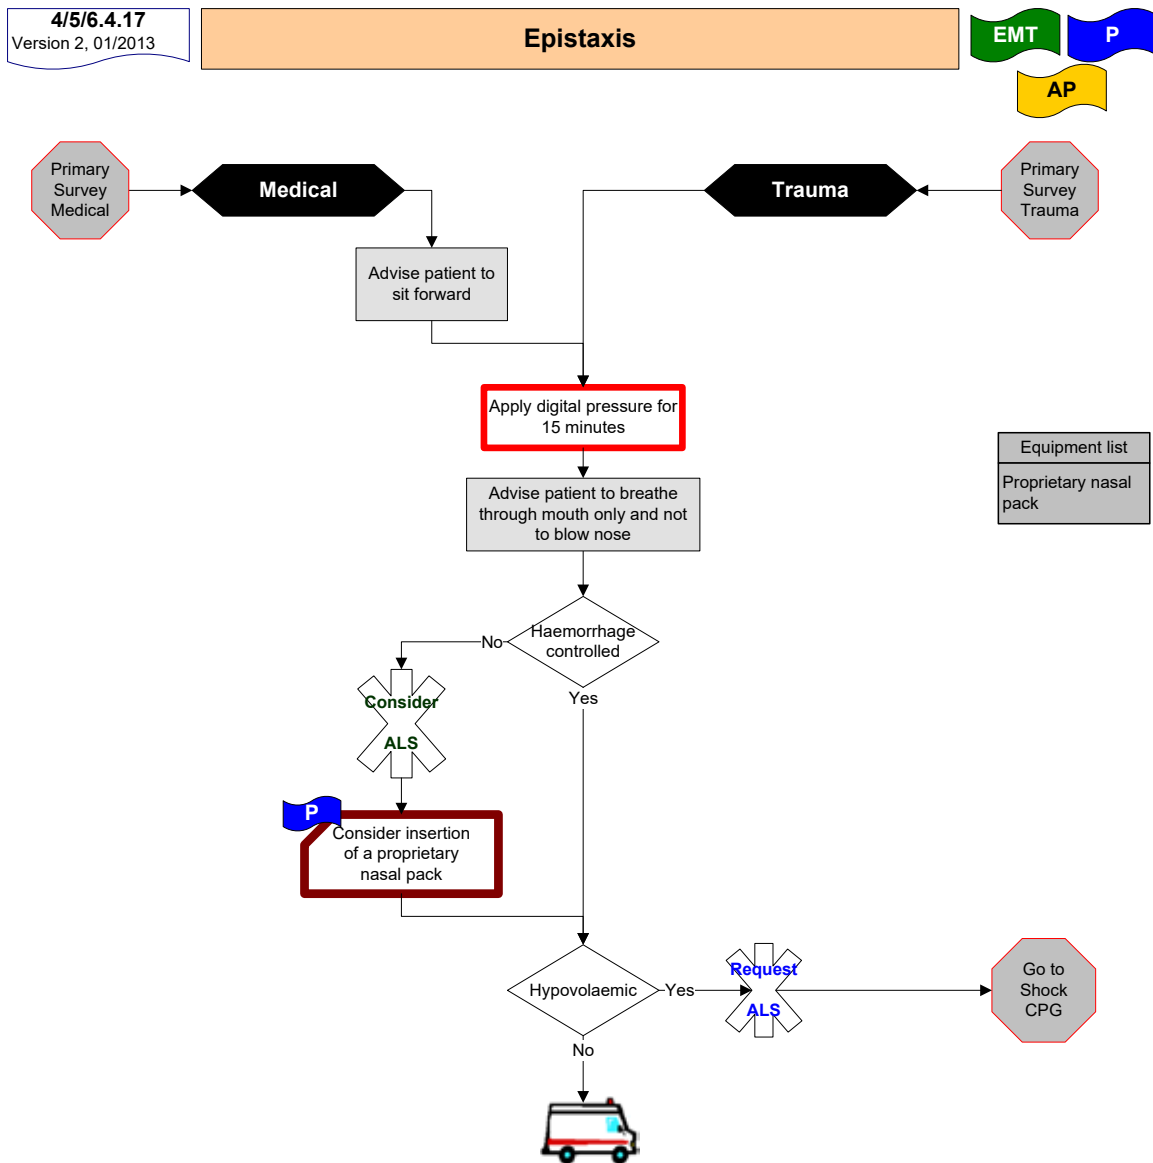 4/5/6.4.17
Version 2, 01/2013
Epistaxis
EMT
P
AP
Primary
Survey
Medical
Medical
Trauma
Primary
Survey
Trauma
Advise patient to
sit forward
Apply digital pressure for
15 minutes
Equipment list
Proprietary nasal
pack
Advise patient to breathe
through mouth only and not
to blow nose
Haemorrhage
controlled
No
Yes
Consider
ALS
P
Consider insertion
of a proprietary
nasal pack
Hypovolaemic
Yes
Request
ALS
Go to
Shock
CPG
No